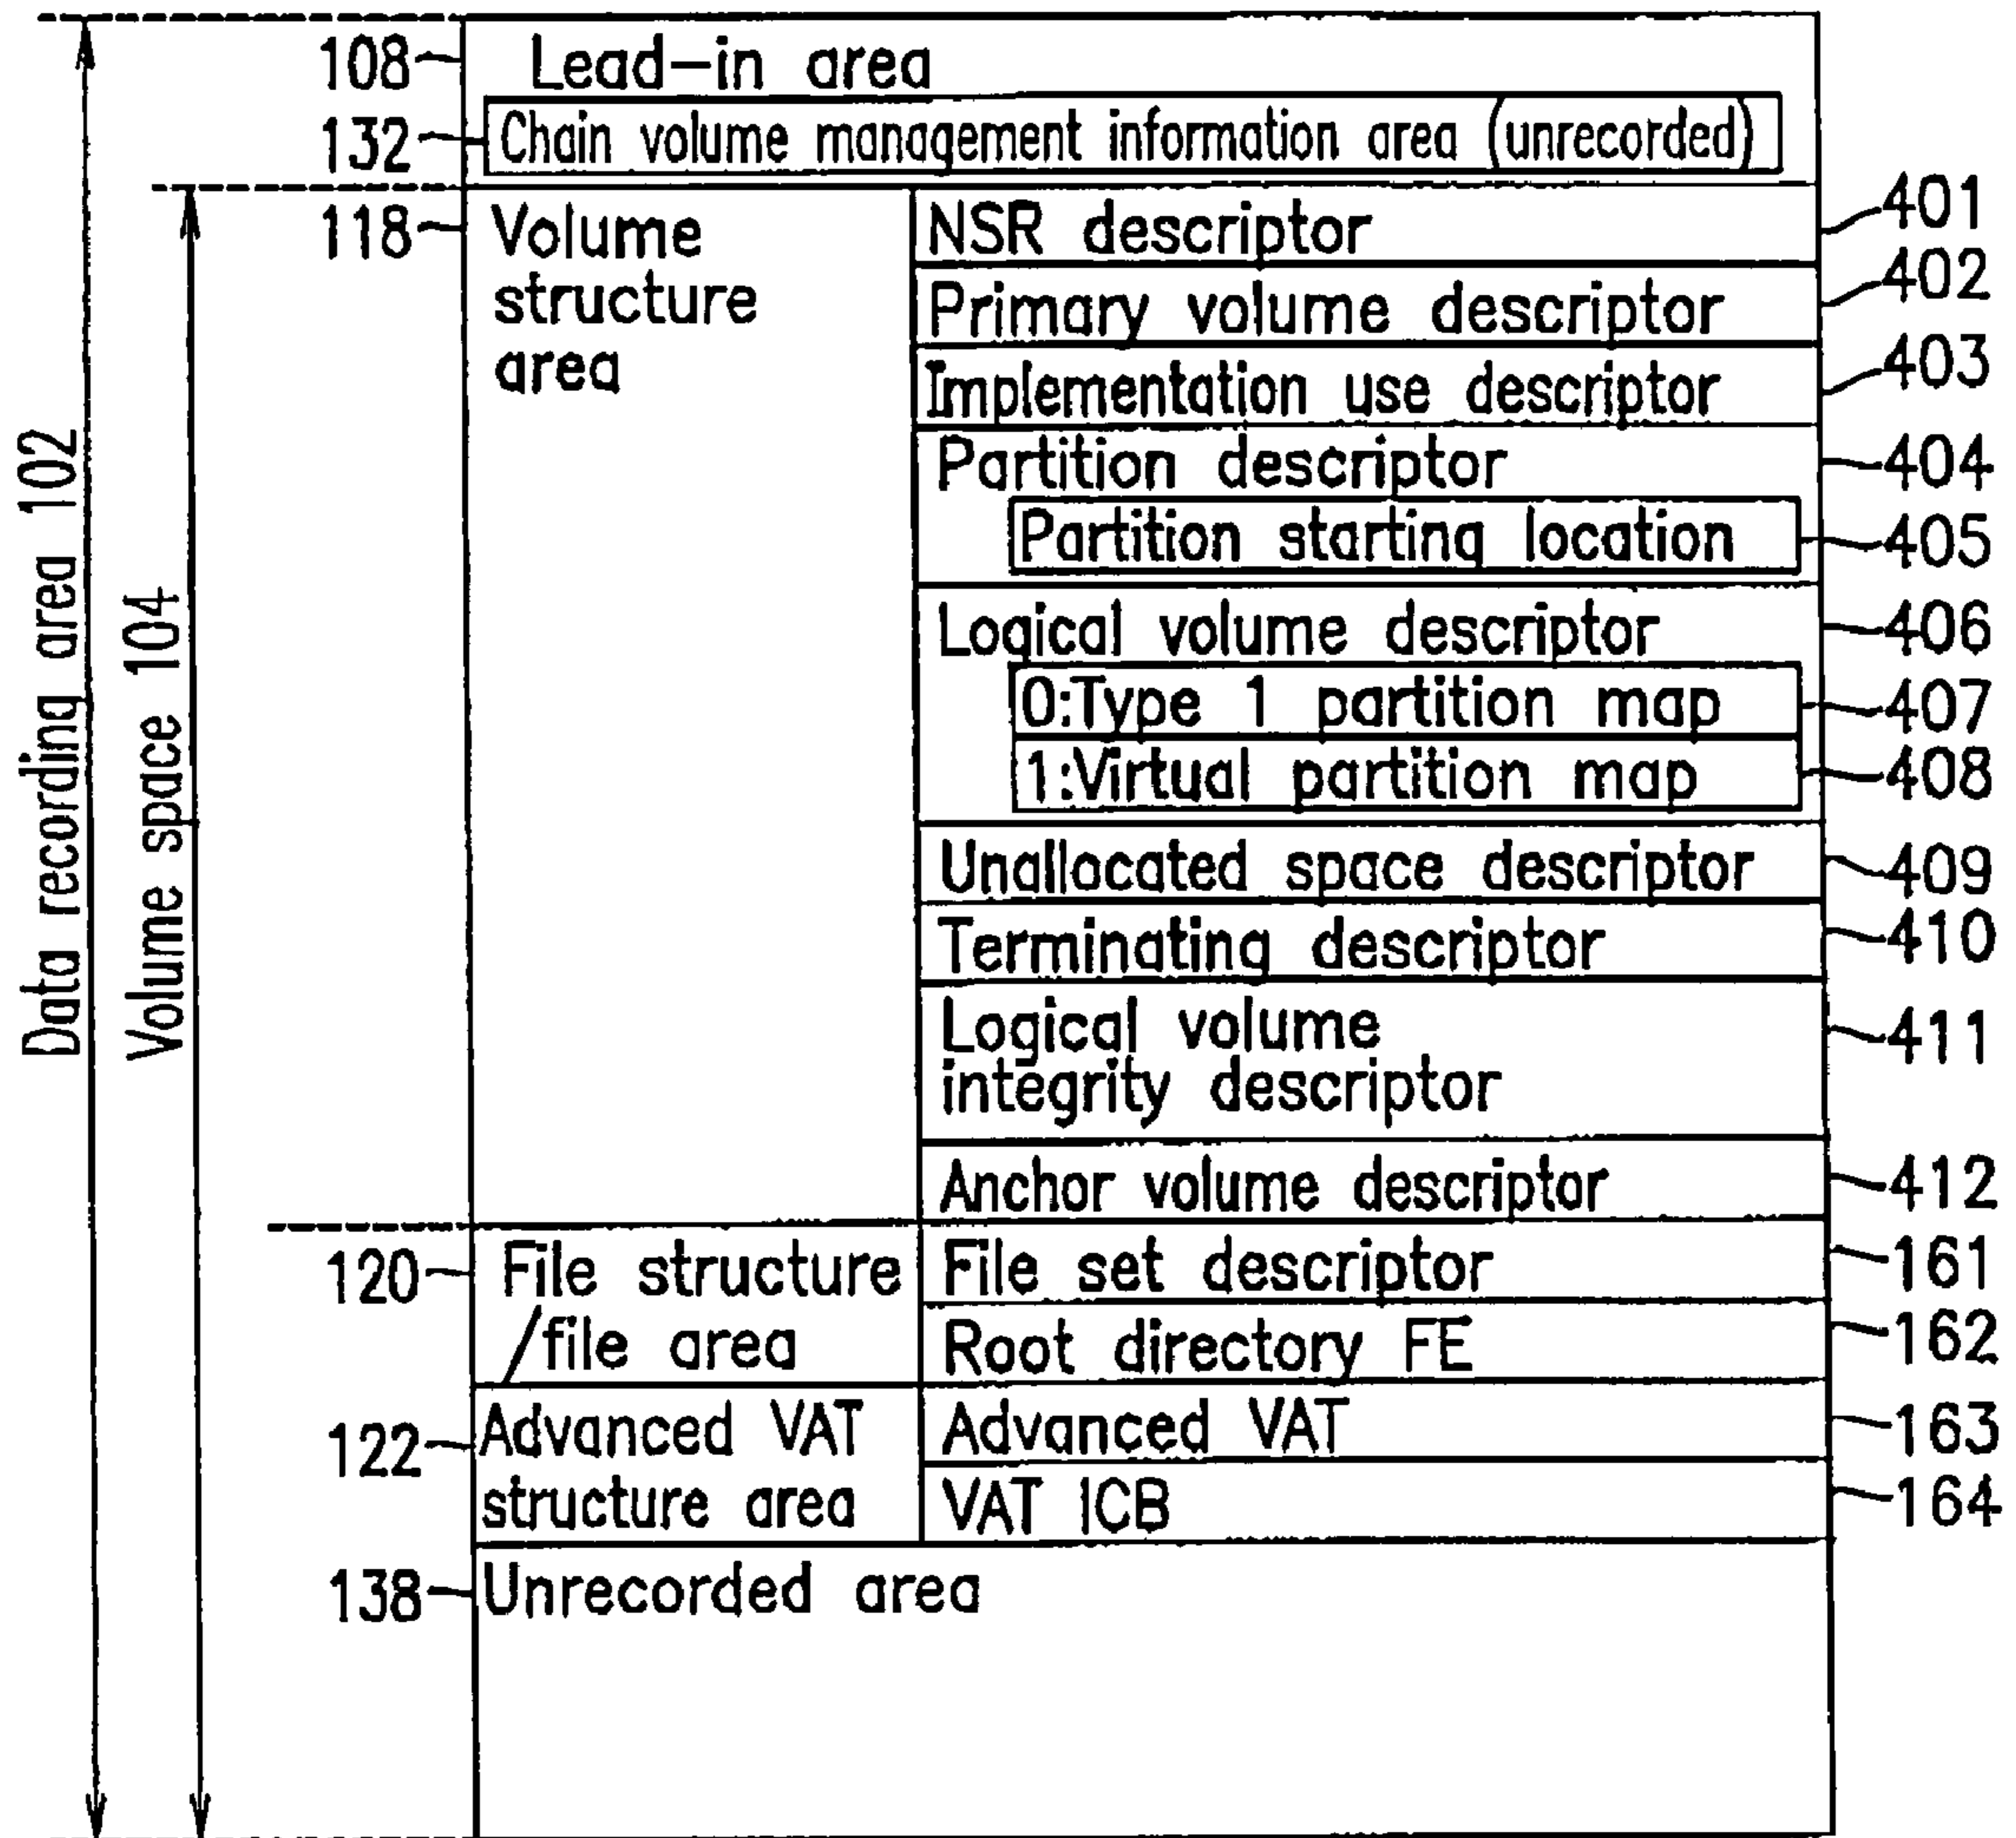 108 Lead-in area
132 Chain volume management information area (unrecorded)
Data recording area 102
Volume space 104
118 Volume structure area
NSR descriptor 401
Primary volume descriptor 402
Implementation use descriptor 403
Partition descriptor 404
Partition starting location 405
Logical volume descriptor 406
0:Type 1 partition map 407
1:Virtual partition map 408
Unallocated space descriptor 409
Terminating descriptor 410
Logical volume
integrity descriptor 411
Anchor volume descriptor 412
120 File structure
/file area
File set descriptor 161
Root directory FE 162
122 Advanced VAT
structure area
Advanced VAT 163
VAT ICB 164
138 Unrecorded area